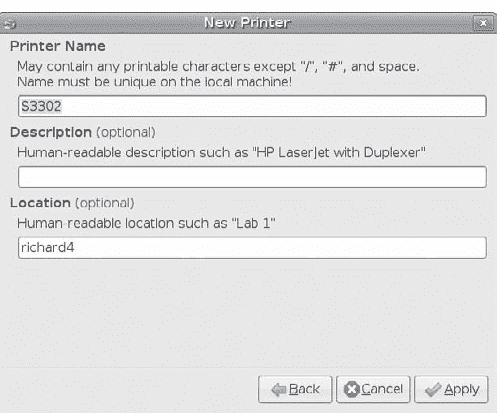 New Printer
Printer Name
May contain any printable characters except "/", "#", and space.
Name must be unique on the local machine!
S3302
Description (optional)
Human-readable description such as "HP LaserJet with Duplexer"
Location (optional)
Human-readable location such as "Lab 1"
richard4
Back Cancel Apply